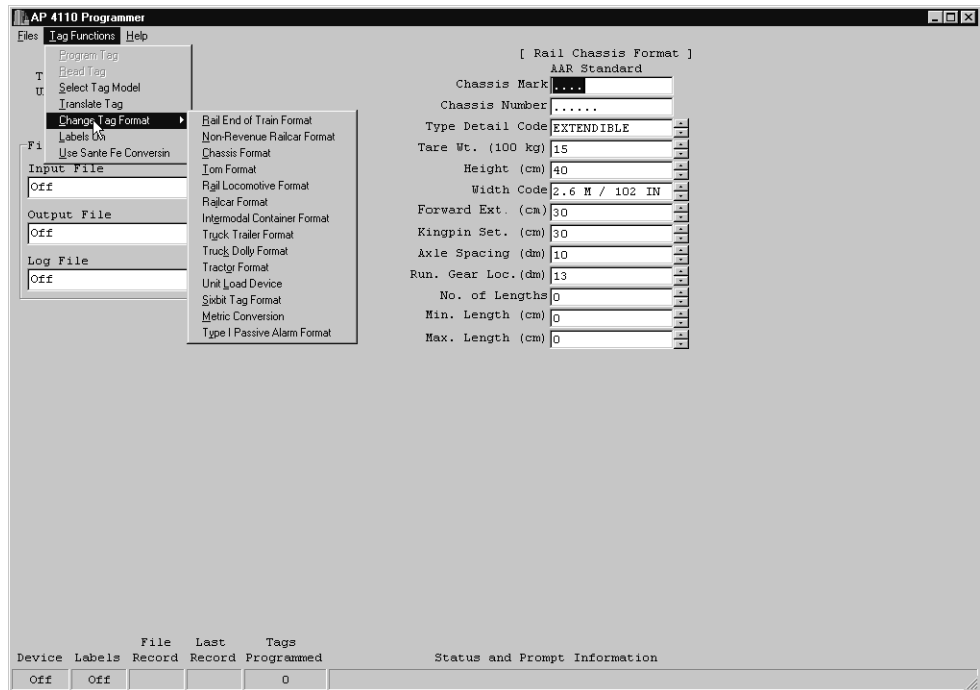 AP 4110 Programmer
Files Tag Functions Help
Program Tag
Read Tag
Select Tag Model
Translate Tag
Change Tag Format
Labels On
Use Sante Fe Conversin
Rail End of Train Format
Non-Revenue Railcar Format
Chassis Format
Tom Format
Rail Locomotive Format
Railcar Format
Intermodal Container Format
Truck Trailer Format
Truck Dolly Format
Tractor Format
Unit Load Device
Sixbit Tag Format
Metric Conversion
Type I Passive Alarm Format
T
U
Fi
Input File
Off
Output File
Off
Log File
Off
[ Rail Chassis Format ]
AAR Standard
Chassis Mark ....
Chassis Number ......
Type Detail Code EXTENDIBLE
Tare Wt. (100 kg) 15
Height (cm) 40
Width Code 2.6 M / 102 IN
Forward Ext. (cm) 30
Kingpin Set. (cm) 30
Axle Spacing (dm) 10
Run. Gear Loc.(dm) 13
No. of Lengths 0
Min. Length (cm) 0
Max. Length (cm) 0
File Last Tags
Device Labels Record Record Programmed Status and Prompt Information
Off Off 0